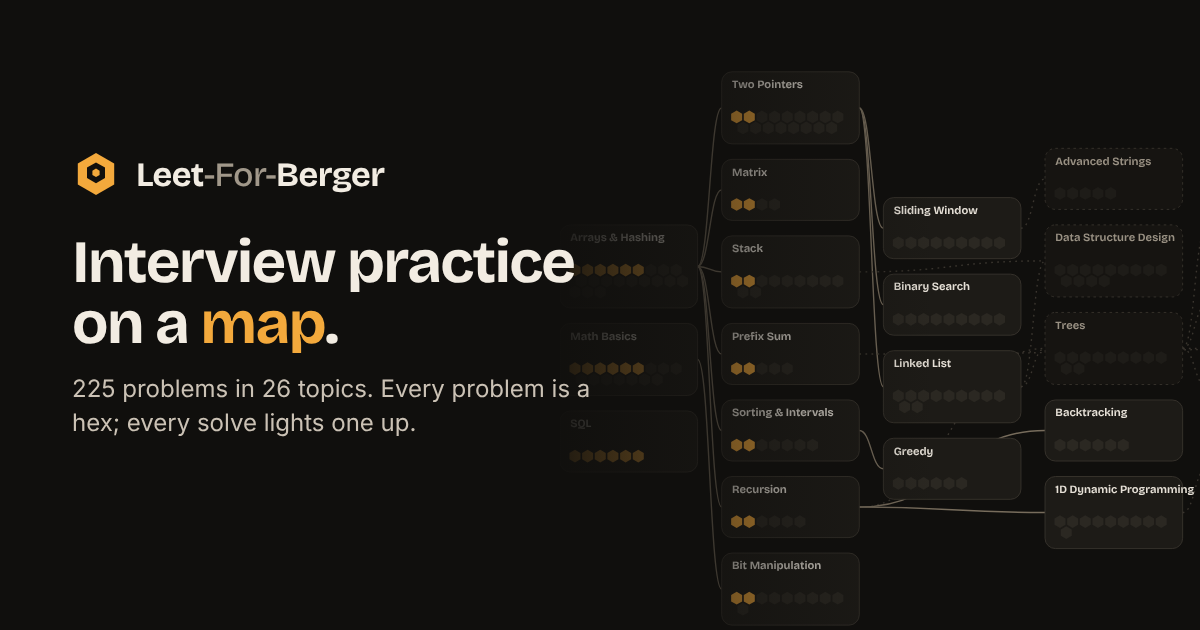 Leet-For-Berger
Interview practice
on a map.
225 problems in 26 topics. Every problem is a
hex; every solve lights one up.
Arrays & Hashing
Math Basics
SQL
Two Pointers
Matrix
Stack
Prefix Sum
Sorting & Intervals
Recursion
Bit Manipulation
Sliding Window
Binary Search
Linked List
Greedy
Advanced Strings
Data Structure Design
Trees
Backtracking
1D Dynamic Programming